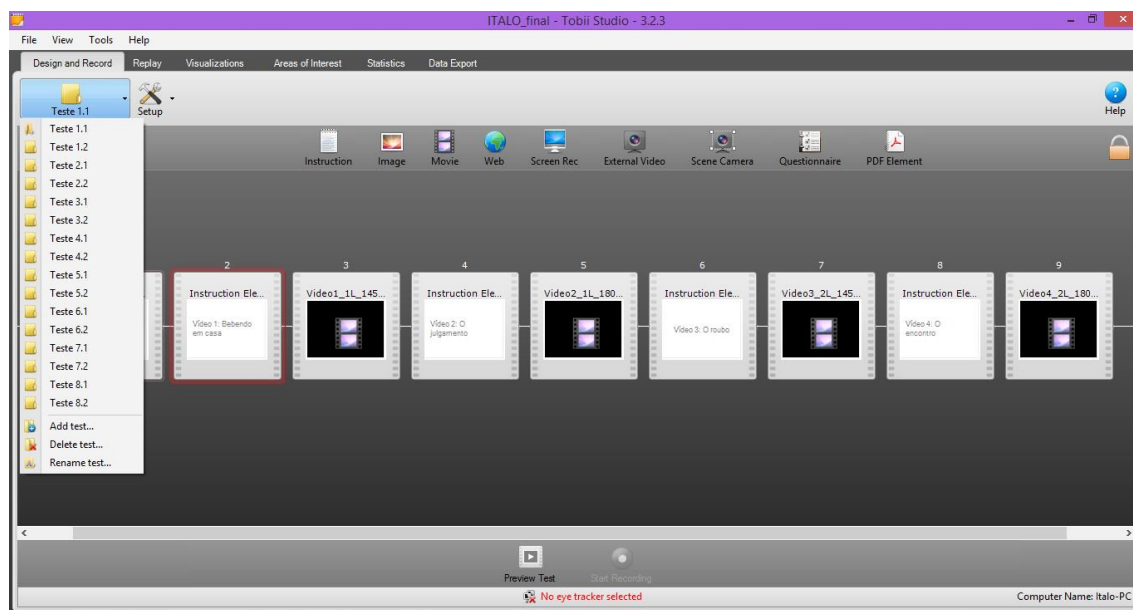 ITALO_final - Tobii Studio - 3.2.3
File View Tools Help
Design and Record Replay Visualizations Areas of Interest Statistics Data Export
Teste 1.1
Setup
Help
Instruction Image Movie Web Screen Rec External Video Scene Camera Questionnaire PDF Element
Teste 1.1
Teste 1.2
Teste 2.1
Teste 2.2
Teste 3.1
Teste 3.2
Teste 4.1
Teste 4.2
Teste 5.1
Teste 5.2
Teste 6.1
Teste 6.2
Teste 7.1
Teste 7.2
Teste 8.1
Teste 8.2
Add test...
Delete test...
Rename test...
2 3 4 5 6 7 8 9
Instruction Ele... Video1_1L_145... Instruction Ele... Video2_1L_180... Instruction Ele... Video3_2L_145... Instruction Ele... Video4_2L_180...
Vídeo 1: Bebendo
em casa
Vídeo 2: O
julgamento
Vídeo 3: O roubo
Vídeo 4: O
encontro
Preview Test Start Recording
No eye tracker selected
Computer Name: Italo-PC